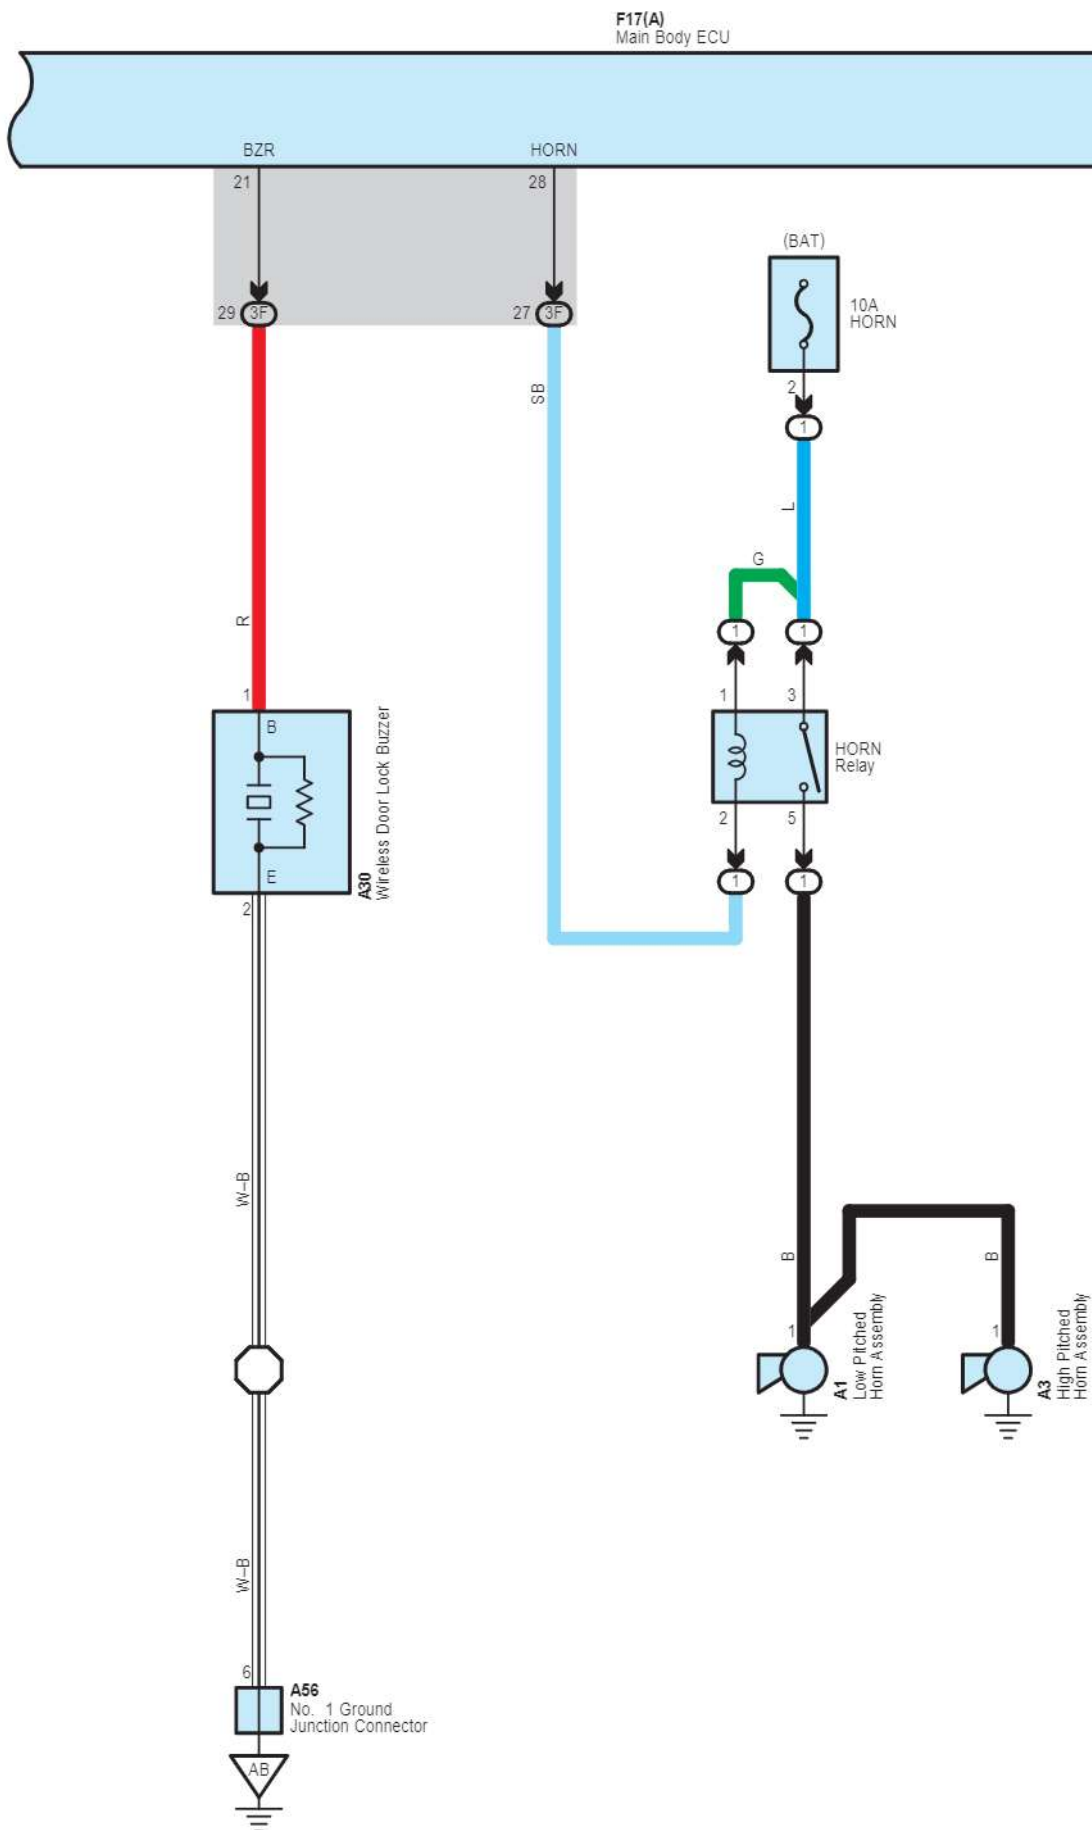 F17(A)
Main Body ECU
BZR
HORN
21
28
29
3F
27
3F
(BAT)
10A
HORN
2
1
SB
L
G
R
1
1
1
1
3
B
E
A30
Wireless Door Lock Buzzer
HORN
Relay
2
5
2
1
1
W–B
B
B
1
1
A1
Low Pitched
Horn Assembly
A3
High Pitched
Horn Assembly
W–B
6
A56
No. 1 Ground
Junction Connector
AB